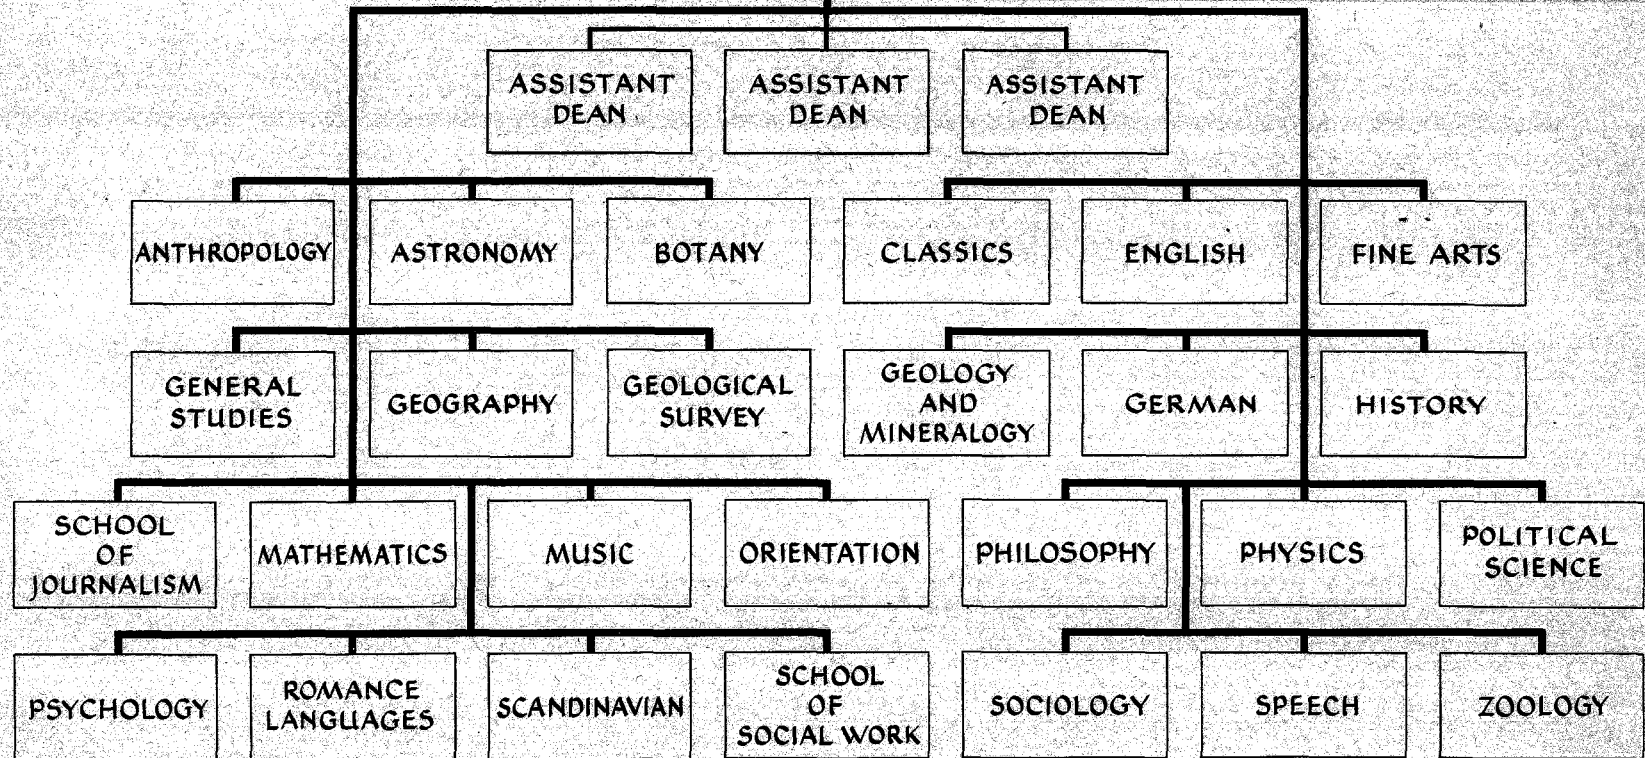 ASSISTANT
DEAN
ASSISTANT
DEAN
ASSISTANT
DEAN
ANTHROPOLOGY
ASTRONOMY
BOTANY
CLASSICS
ENGLISH
FINE ARTS
GENERAL
STUDIES
GEOGRAPHY
GEOLOGICAL
SURVEY
GEOLOGY
AND
MINERALOGY
GERMAN
HISTORY
SCHOOL
OF
JOURNALISM
MATHEMATICS
MUSIC
ORIENTATION
PHILOSOPHY
PHYSICS
POLITICAL
SCIENCE
PSYCHOLOGY
ROMANCE
LANGUAGES
SCANDINAVIAN
SCHOOL
OF
SOCIAL WORK
SOCIOLOGY
SPEECH
ZOOLOGY